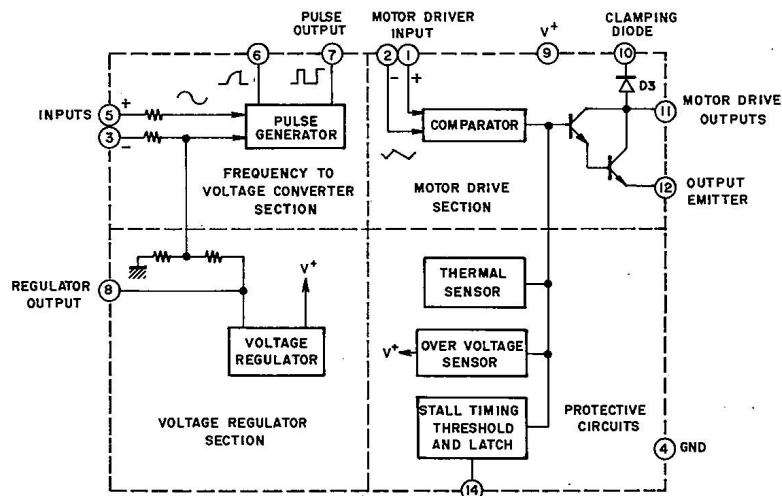 PULSE
OUTPUT
MOTOR DRIVER
INPUT
V+
CLAMPING
DIODE
6
7
2
1
9
10
− +
D3
INPUTS
+
5
3
−
PULSE
GENERATOR
COMPARATOR
11
MOTOR DRIVE
OUTPUTS
FREQUENCY TO
VOLTAGE CONVERTER
SECTION
MOTOR DRIVE
SECTION
12
OUTPUT
EMITTER
REGULATOR
OUTPUT
8
V+
VOLTAGE
REGULATOR
VOLTAGE REGULATOR
SECTION
THERMAL
SENSOR
V+
OVER VOLTAGE
SENSOR
STALL TIMING
THRESHOLD
AND LATCH
PROTECTIVE
CIRCUITS
4
GND
14